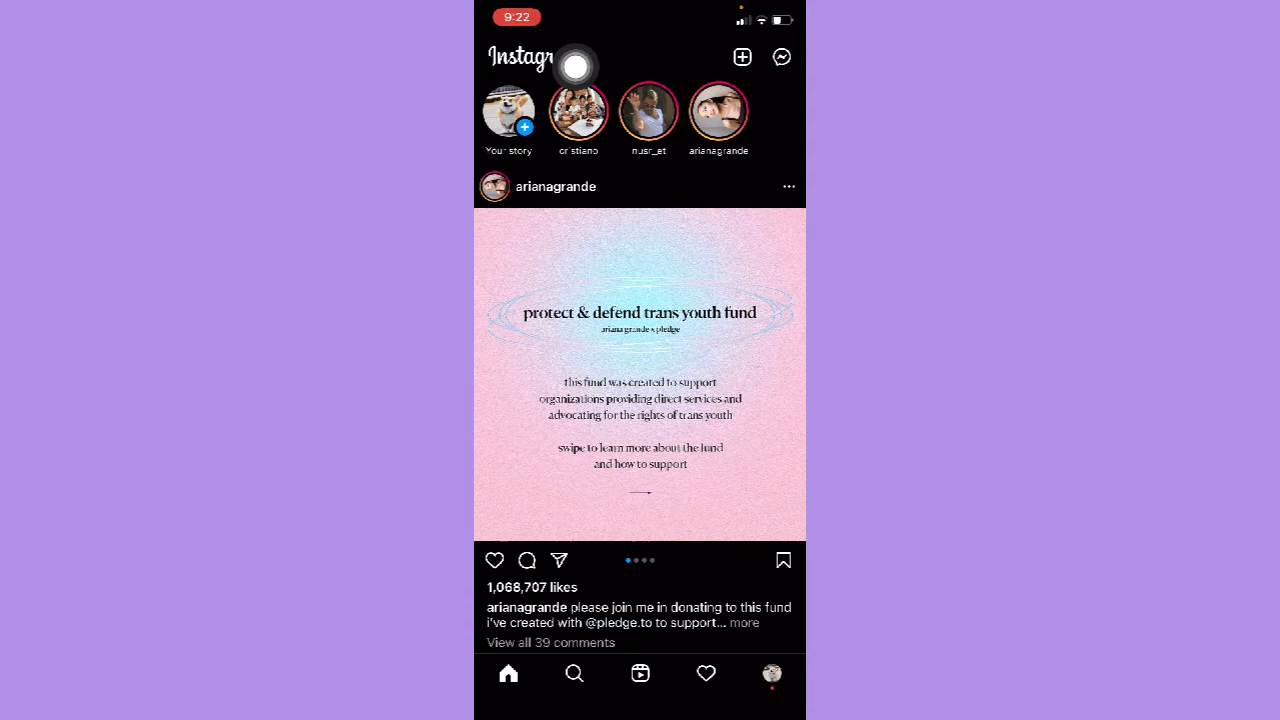 9:22
Instagr
Your story
cristiano
nusr_et
arianagrande
arianagrande
protect & defend trans youth fund
ariana grande x pledge
this fund was created to support
organizations providing direct services and
advocating for the rights of trans youth
swipe to learn more about the fund
and how to support
1,068,707 likes
arianagrande please join me in donating to this fund
i've created with @pledge.to to support... more
View all 39 comments